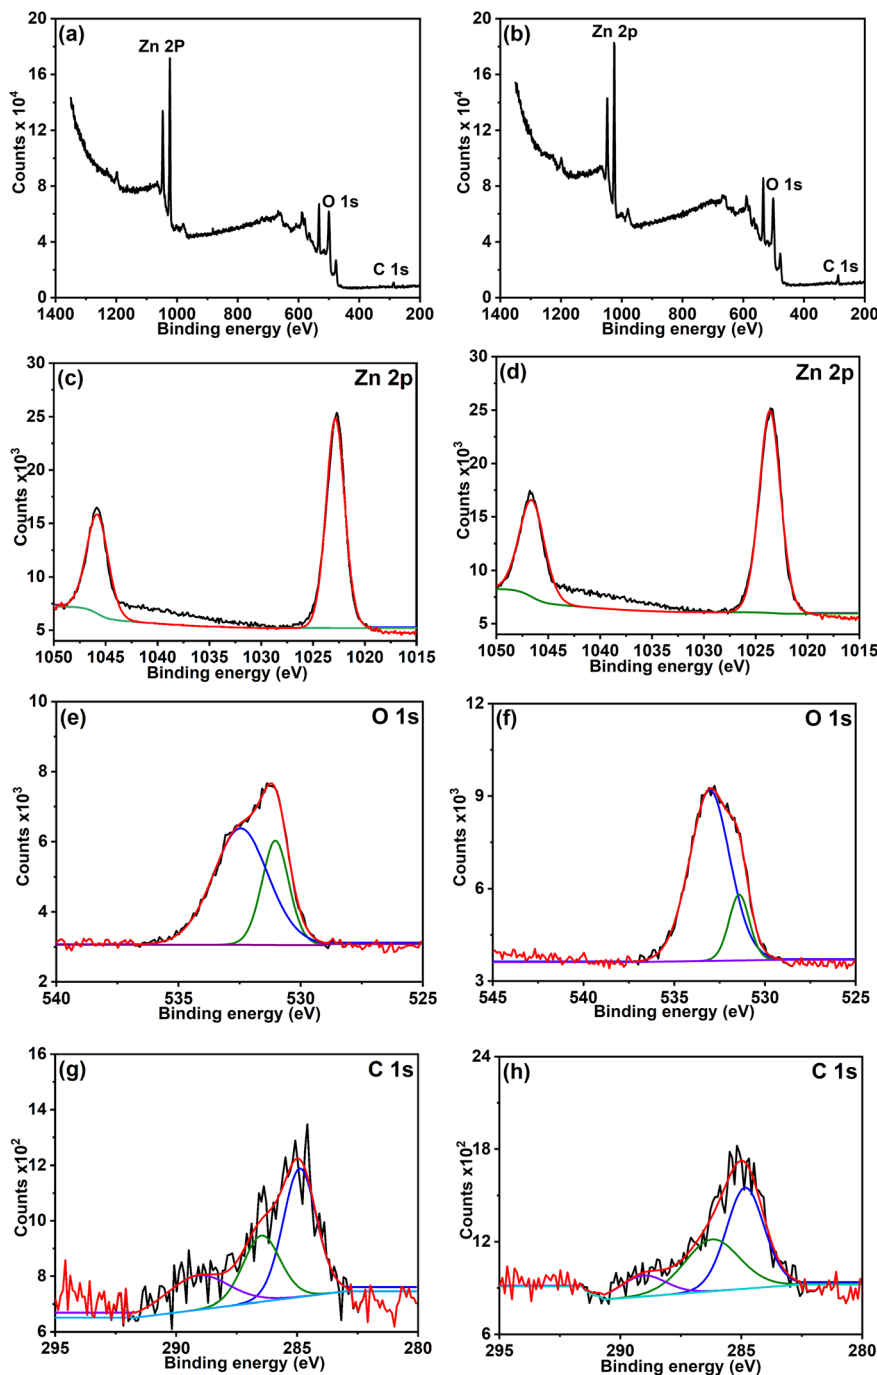 (a)
Zn 2P
O 1s
C 1s
Counts x 10⁴
20
16
12
8
4
0
1400 1200 1000 800 600 400 200
Binding energy (eV)
(b)
Zn 2p
O 1s
C 1s
Counts x 10⁴
20
16
12
8
4
0
1400 1200 1000 800 600 400 200
Binding energy (eV)
(c)
Zn 2p
Counts x10³
30
25
20
15
10
5
1050 1045 1040 1035 1030 1025 1020 1015
Binding energy (eV)
(d)
Zn 2p
Counts x10³
30
25
20
15
10
5
1050 1045 1040 1035 1030 1025 1020 1015
Binding energy (eV)
(e)
O 1s
Counts x10³
10
8
6
4
2
540 535 530 525
Binding energy (eV)
(f)
O 1s
Counts x10³
12
9
6
3
545 540 535 530 525
Binding energy (eV)
(g)
C 1s
Counts x10²
16
14
12
10
8
6
295 290 285 280
Binding energy (eV)
(h)
C 1s
Counts x10²
24
18
12
6
295 290 285 280
Binding energy (eV)